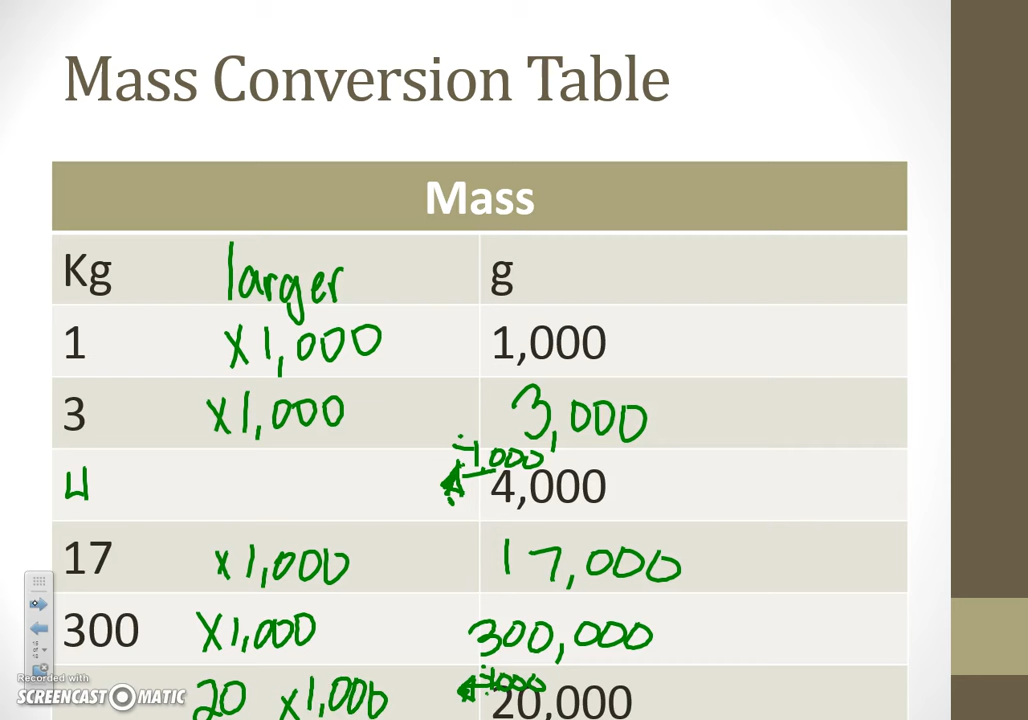 Mass Conversion Table
Mass
Kg larger g
1 x1,000 1,000
3 x1,000 3,000
÷1,000
4 4,000
17 x1,000 17,000
300 x1,000 300,000
÷1000
20 x1,000 20,000
Recorded with
SCREENCAST MATIC